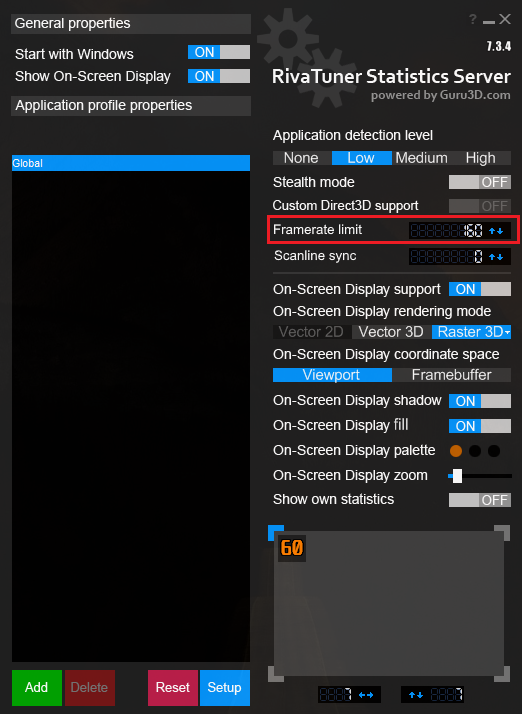 General properties
Start with Windows ON
Show On-Screen Display ON
Application profile properties
Global
Add
Delete
Reset
Setup
?
7.3.4
RivaTuner Statistics Server
powered by Guru3D.com
Application detection level
None Low Medium High
Stealth mode OFF
Custom Direct3D support OFF
Framerate limit 160
Scanline sync 0
On-Screen Display support ON
On-Screen Display rendering mode
Vector 2D Vector 3D Raster 3D
On-Screen Display coordinate space
Viewport Framebuffer
On-Screen Display shadow ON
On-Screen Display fill ON
On-Screen Display palette
On-Screen Display zoom
Show own statistics OFF
60